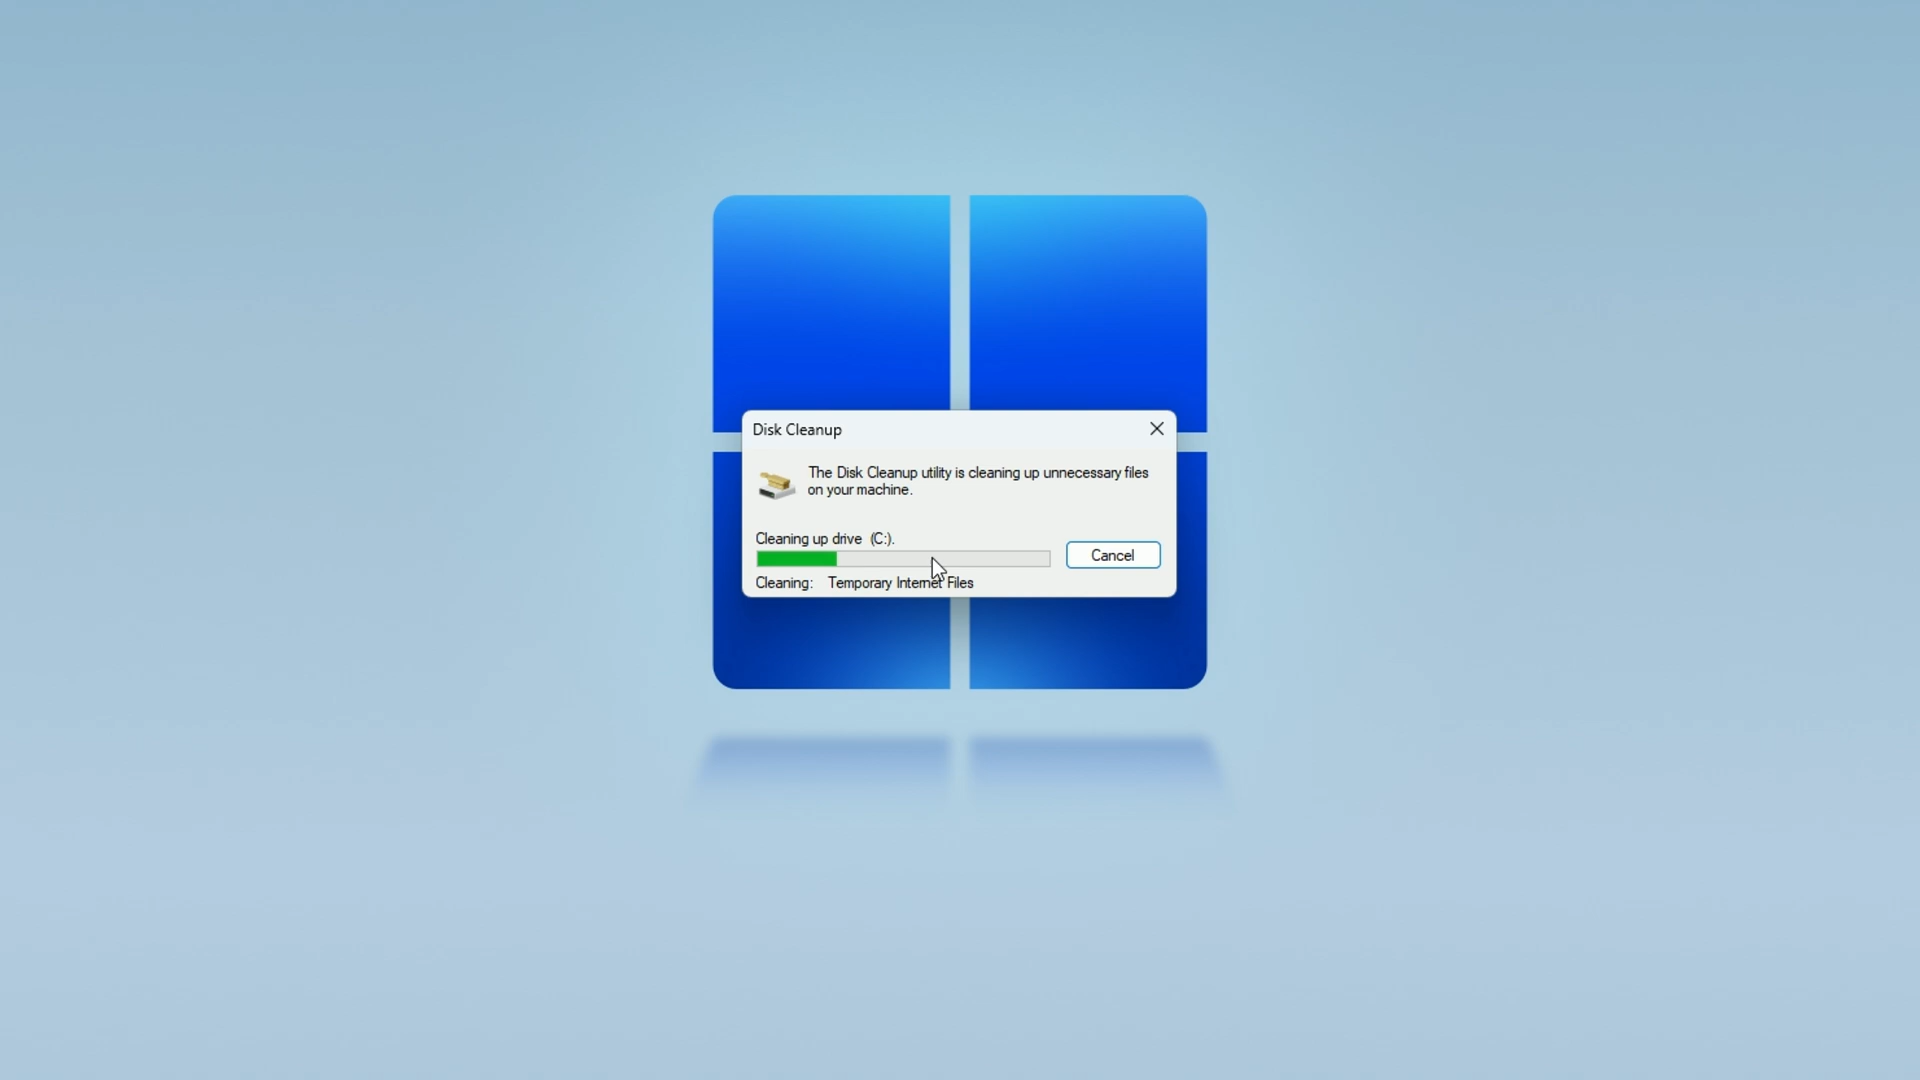 Disk Cleanup
The Disk Cleanup utility is cleaning up unnecessary files
on your machine.
Cleaning up drive (C:).
Cancel
Cleaning: Temporary Internet Files